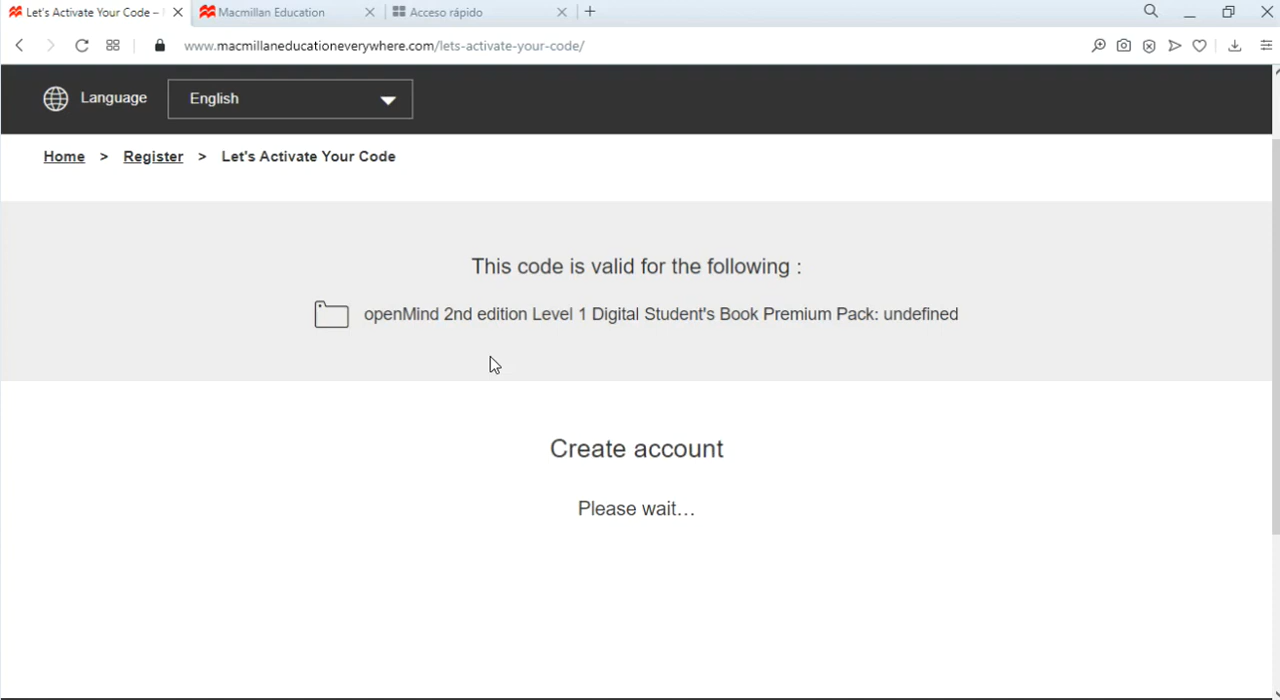 Let's Activate Your Code –
Macmillan Education
Acceso rápido
www.macmillaneducationeverywhere.com/lets-activate-your-code/
Language
English
Home > Register > Let's Activate Your Code
This code is valid for the following :
openMind 2nd edition Level 1 Digital Student's Book Premium Pack: undefined
Create account
Please wait…